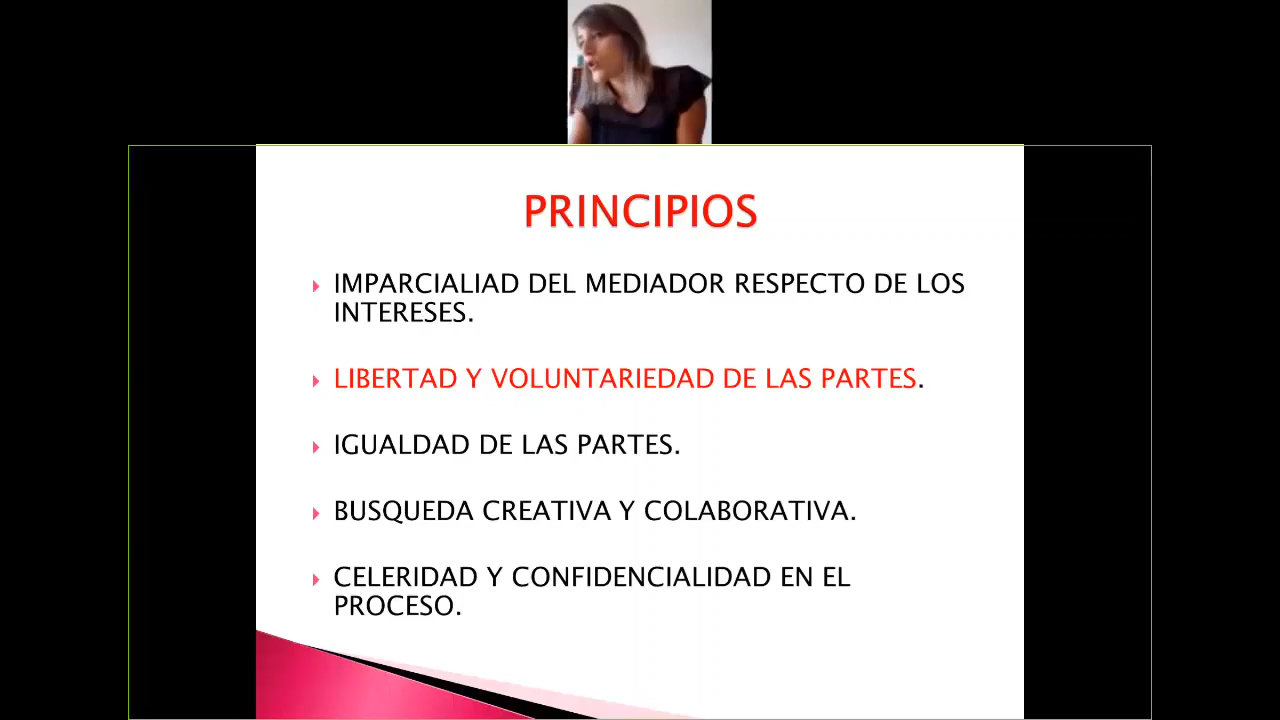 PRINCIPIOS
IMPARCIALIAD DEL MEDIADOR RESPECTO DE LOS
INTERESES.
LIBERTAD Y VOLUNTARIEDAD DE LAS PARTES.
IGUALDAD DE LAS PARTES.
BUSQUEDA CREATIVA Y COLABORATIVA.
CELERIDAD Y CONFIDENCIALIDAD EN EL
PROCESO.